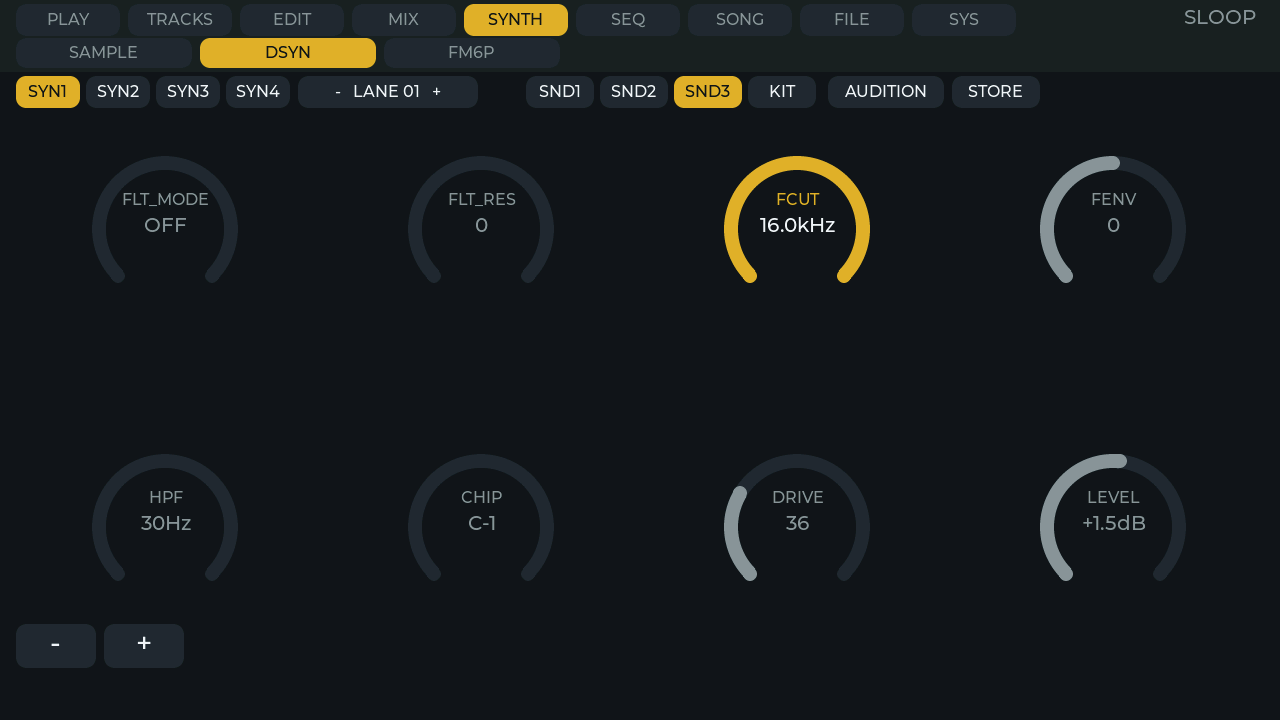 PLAY TRACKS EDIT MIX SYNTH SEQ SONG FILE SYS SLOOP
SAMPLE DSYN FM6P
SYN1 SYN2 SYN3 SYN4 - LANE 01 + SND1 SND2 SND3 KIT AUDITION STORE
FLT_MODE FLT_RES FCUT FENV
OFF 0 16.0kHz 0
HPF CHIP DRIVE LEVEL
30Hz C-1 36 +1.5dB
- +